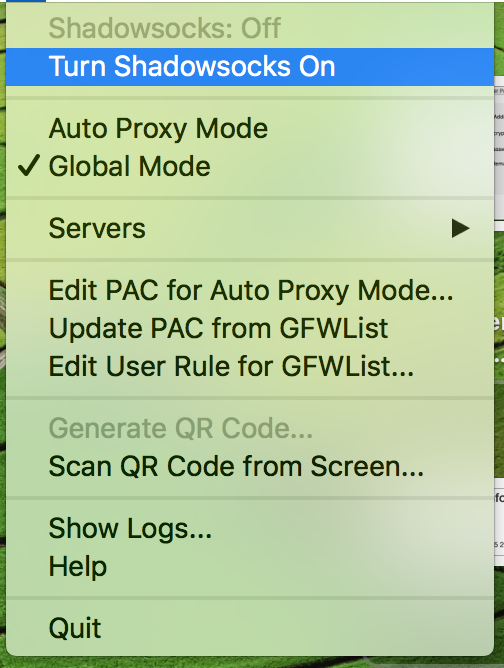 Shadowsocks: Off
Turn Shadowsocks On
Auto Proxy Mode
✓ Global Mode
Servers ▶
Edit PAC for Auto Proxy Mode...
Update PAC from GFWList
Edit User Rule for GFWList...
Generate QR Code...
Scan QR Code from Screen...
Show Logs...
Help
Quit